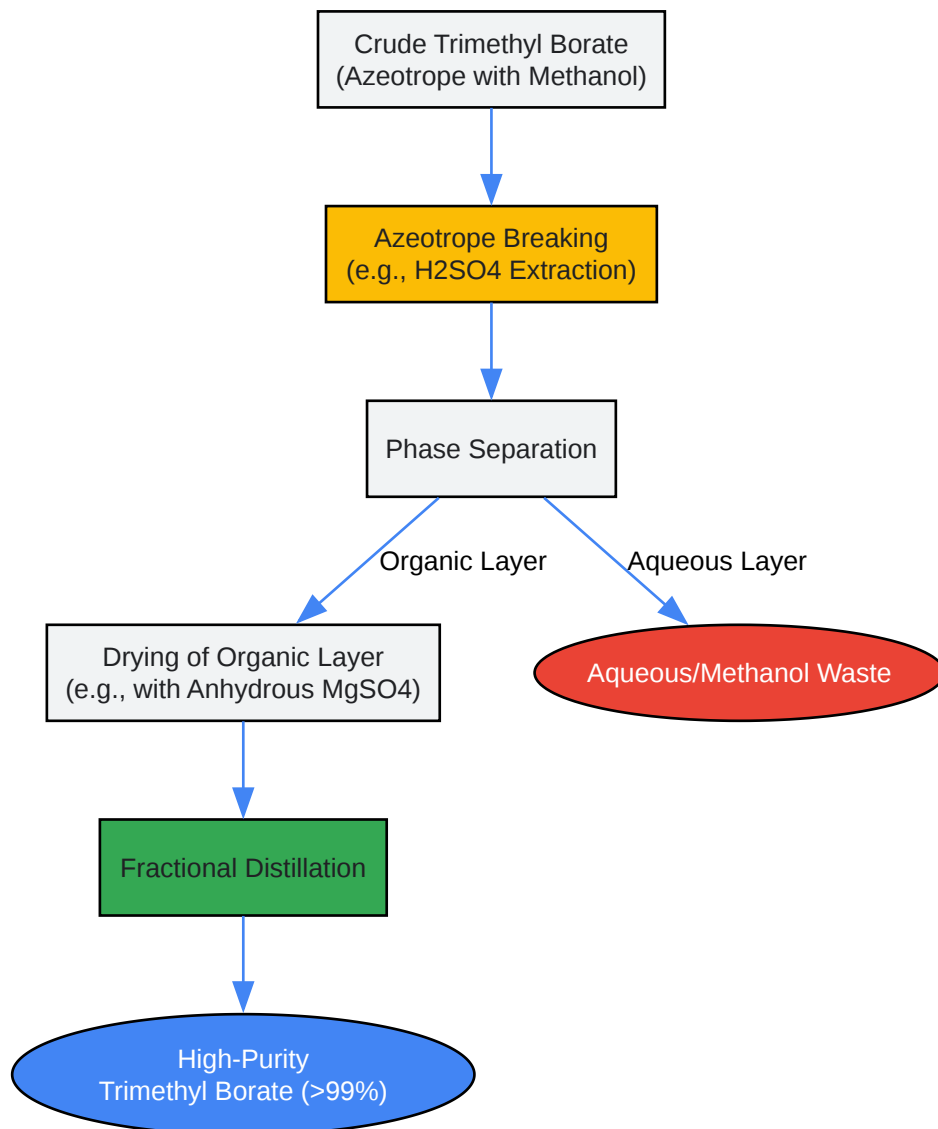 Crude Trimethyl Borate
(Azeotrope with Methanol)
Azeotrope Breaking
(e.g., H2SO4 Extraction)
Phase Separation
Organic Layer
Aqueous Layer
Drying of Organic Layer
(e.g., with Anhydrous MgSO4)
Aqueous/Methanol Waste
Fractional Distillation
High-Purity
Trimethyl Borate (>99%)